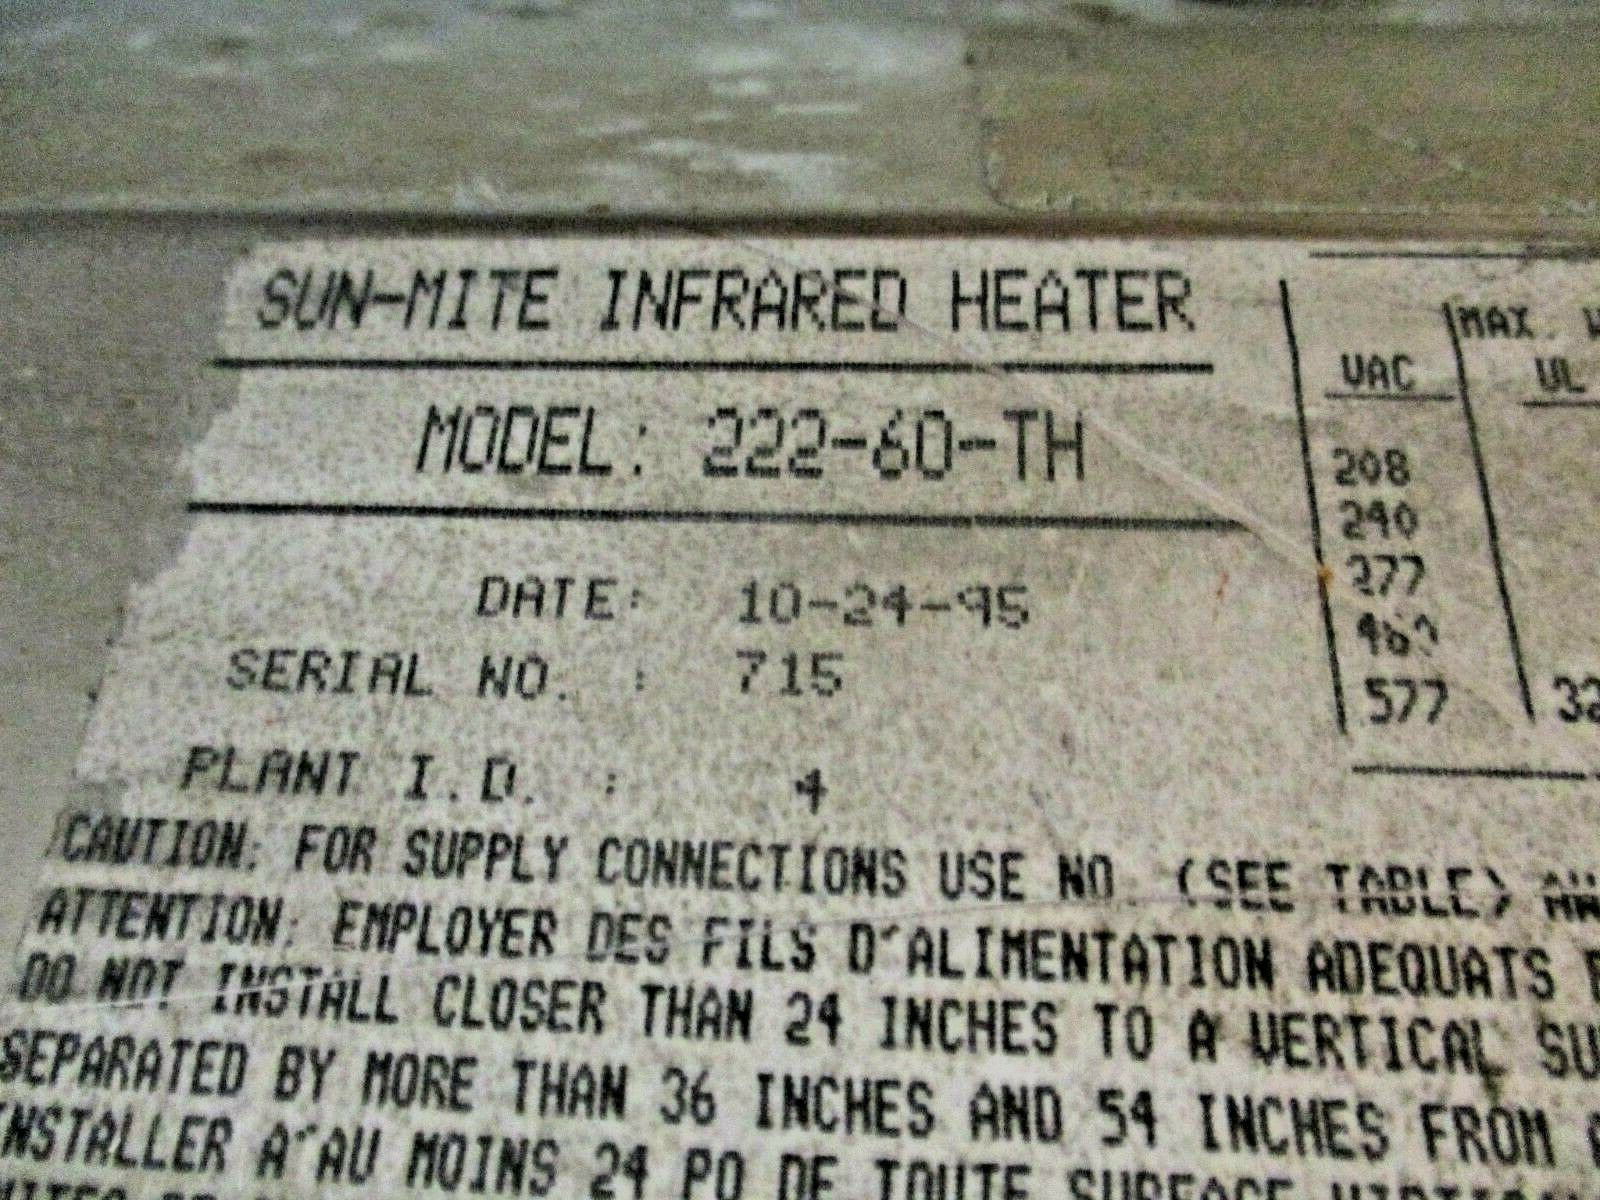 SUN-MITE INFRARED HEATER
MODEL: 222-60-TH
DATE: 10-24-95
SERIAL NO. : 715
PLANT I.D. : 4
MAX.
VAC UL
208
240
277
577 32
CAUTION: FOR SUPPLY CONNECTIONS USE NO. (SEE TABLE)
ATTENTION: EMPLOYER DES FILS D'ALIMENTATION ADEQUATS
DO NOT INSTALL CLOSER THAN 24 INCHES TO A VERTICAL
SEPARATED BY MORE THAN 36 INCHES AND 54 INCHES FROM
INSTALLER A'AU MOINS 24 PO DE TOUTE SURFACE